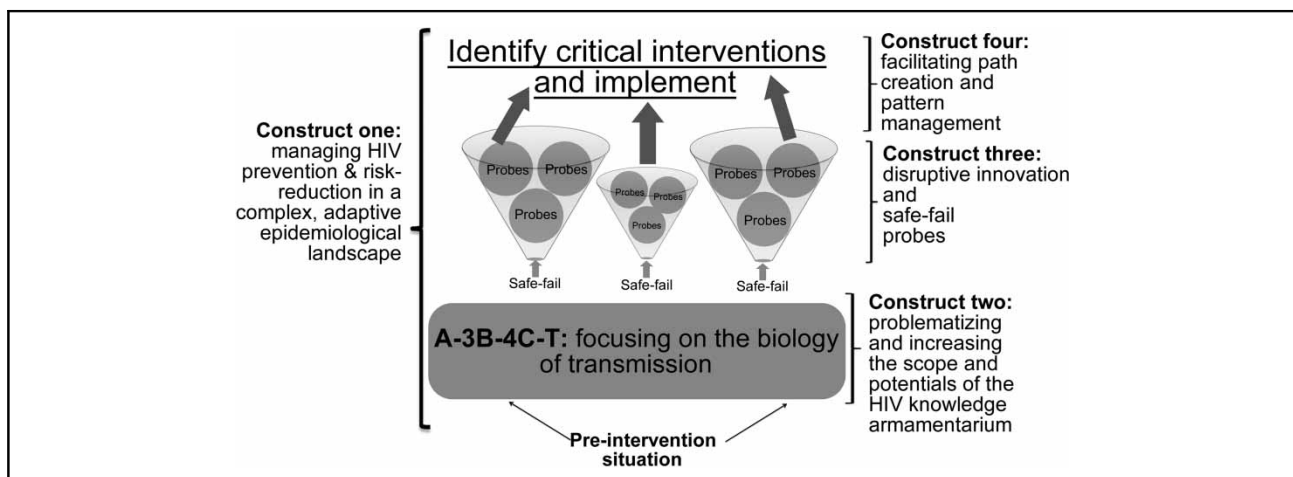 Identify critical interventions
and implement
Construct one:
managing HIV
prevention & risk-
reduction in a
complex, adaptive
epidemiological
landscape
Construct four:
facilitating path
creation and
pattern
management
Probes
Probes
Probes
Probes
Probes
Probes
Probes
Probes
Probes
Construct three:
disruptive innovation
and
safe-fail
probes
Safe-fail
Safe-fail
Safe-fail
A-3B-4C-T: focusing on the biology
of transmission
Construct two:
problematizing
and increasing
the scope and
potentials of the
HIV knowledge
armamentarium
Pre-intervention
situation